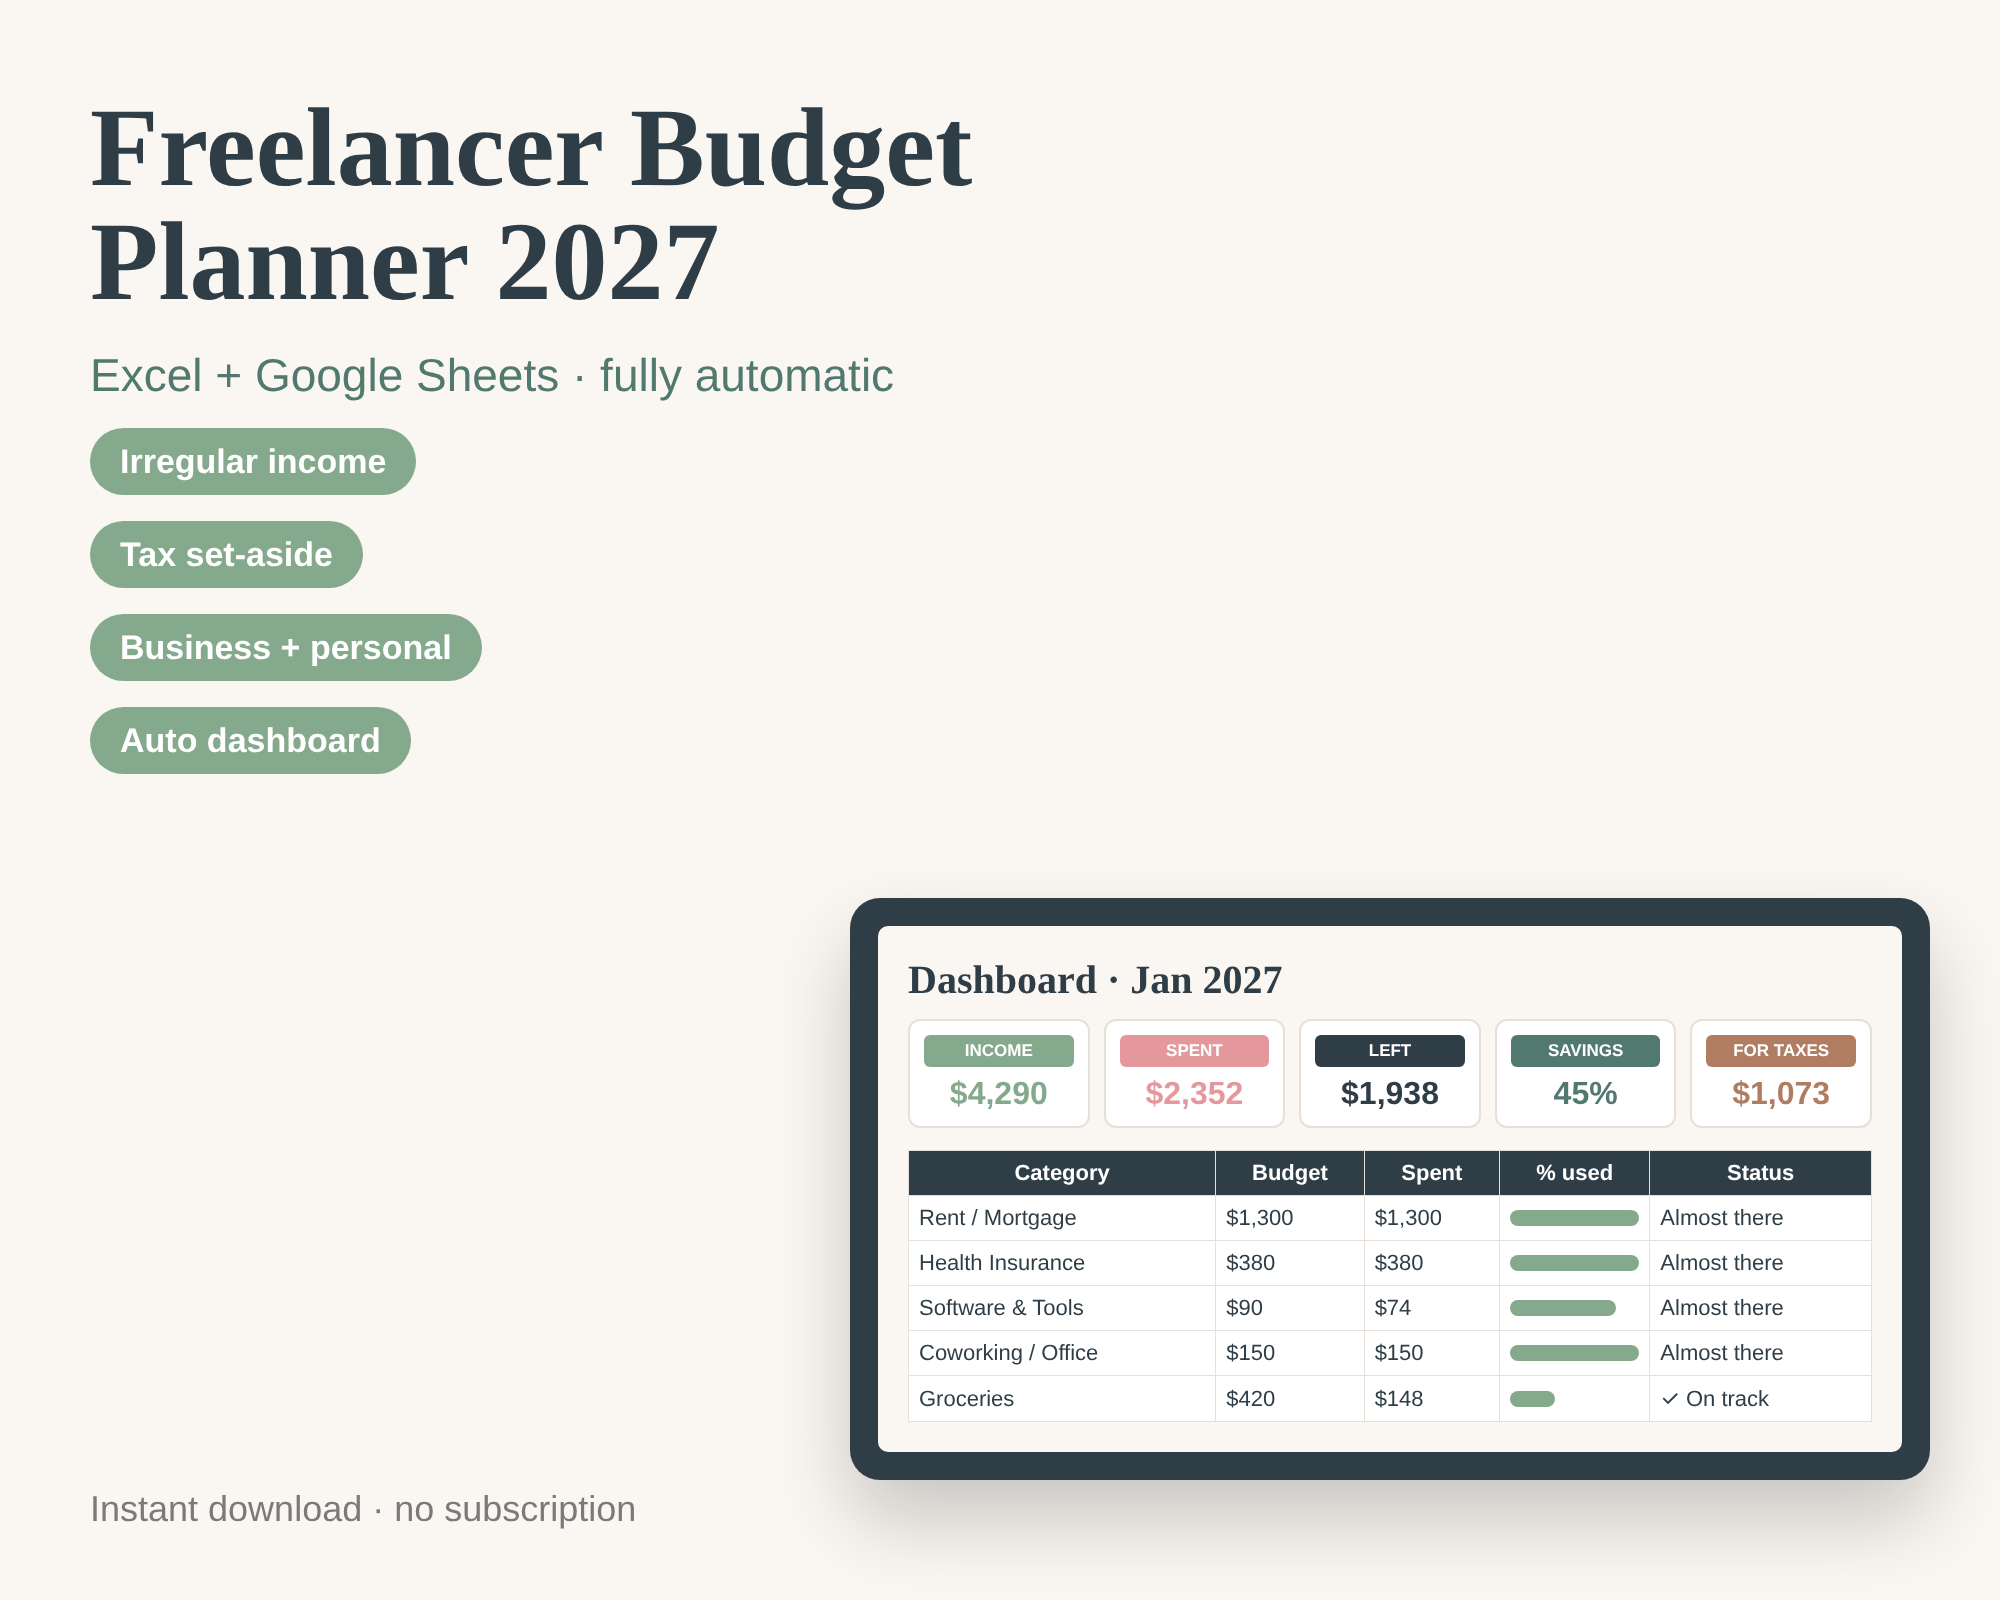 Freelancer Budget
Planner 2027
Excel + Google Sheets · fully automatic
Irregular income
Tax set-aside
Business + personal
Auto dashboard
Dashboard · Jan 2027
INCOME SPENT LEFT SAVINGS FOR TAXES
$4,290 $2,352 $1,938 45% $1,073
Category Budget Spent % used Status
Rent / Mortgage $1,300 $1,300 Almost there
Health Insurance $380 $380 Almost there
Software & Tools $90 $74 Almost there
Coworking / Office $150 $150 Almost there
Groceries $420 $148 ✓ On track
Instant download · no subscription